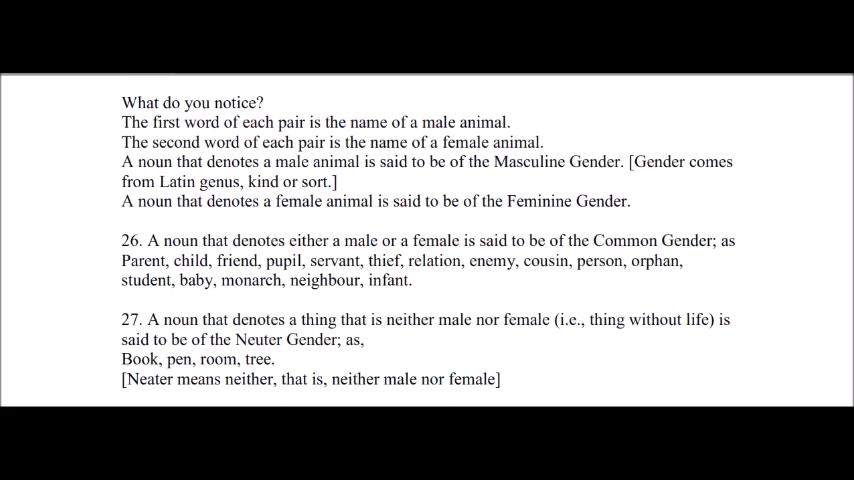 What do you notice?
The first word of each pair is the name of a male animal.
The second word of each pair is the name of a female animal.
A noun that denotes a male animal is said to be of the Masculine Gender. [Gender comes
from Latin genus, kind or sort.]
A noun that denotes a female animal is said to be of the Feminine Gender.
26. A noun that denotes either a male or a female is said to be of the Common Gender; as
Parent, child, friend, pupil, servant, thief, relation, enemy, cousin, person, orphan,
student, baby, monarch, neighbour, infant.
27. A noun that denotes a thing that is neither male nor female (i.e., thing without life) is
said to be of the Neuter Gender; as,
Book, pen, room, tree.
[Neater means neither, that is, neither male nor female]